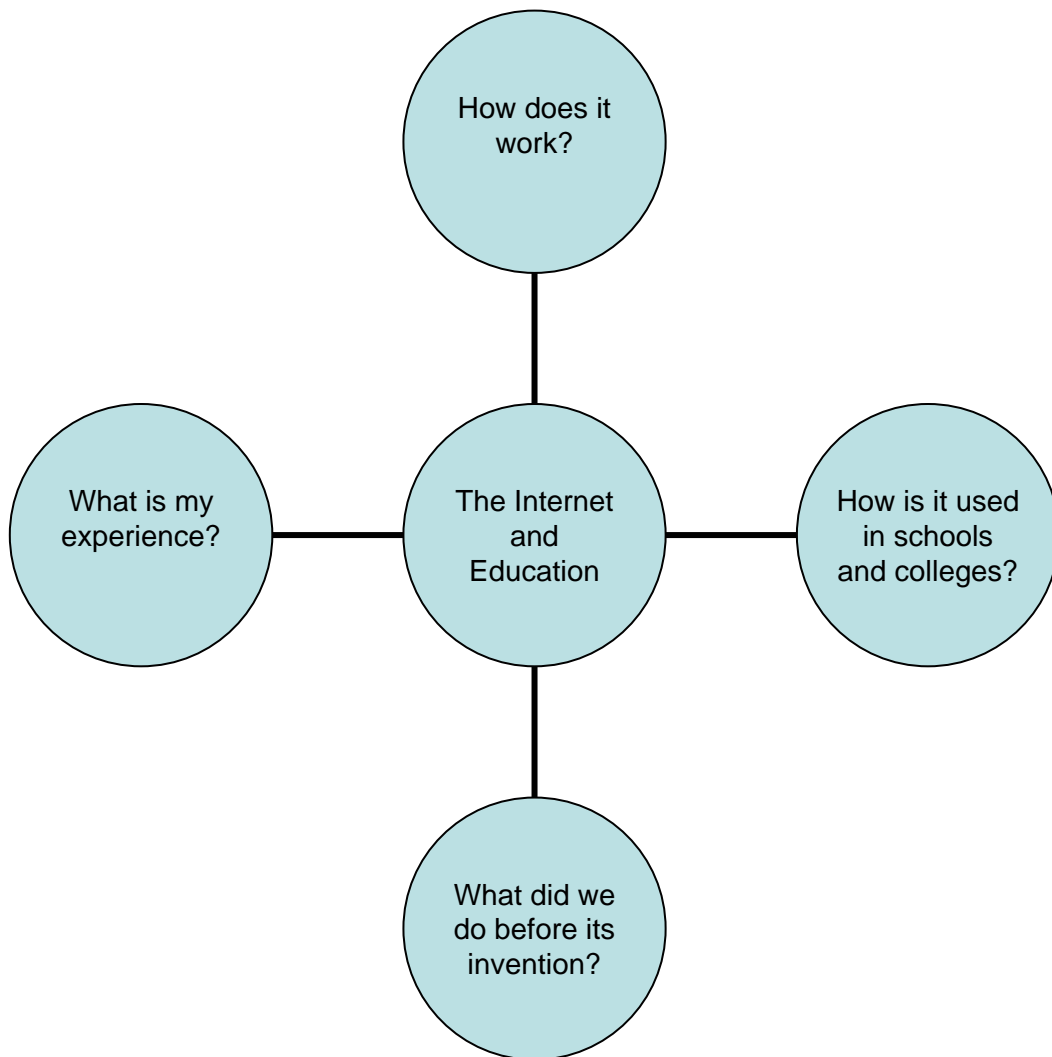 How does it
work?
What is my
experience?
The Internet
and
Education
How is it used
in schools
and colleges?
What did we
do before its
invention?